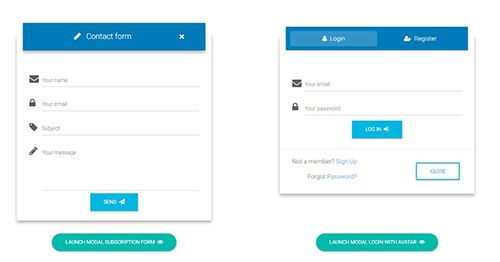 Contact form
Your name
Your email
Subject
Your message
SEND
LAUNCH MODAL SUBSCRIPTION FORM
Login
Register
Your email
Your password
LOG IN
Not a member? Sign Up
Forgot Password?
CLOSE
LAUNCH MODAL LOGIN WITH AVATAR